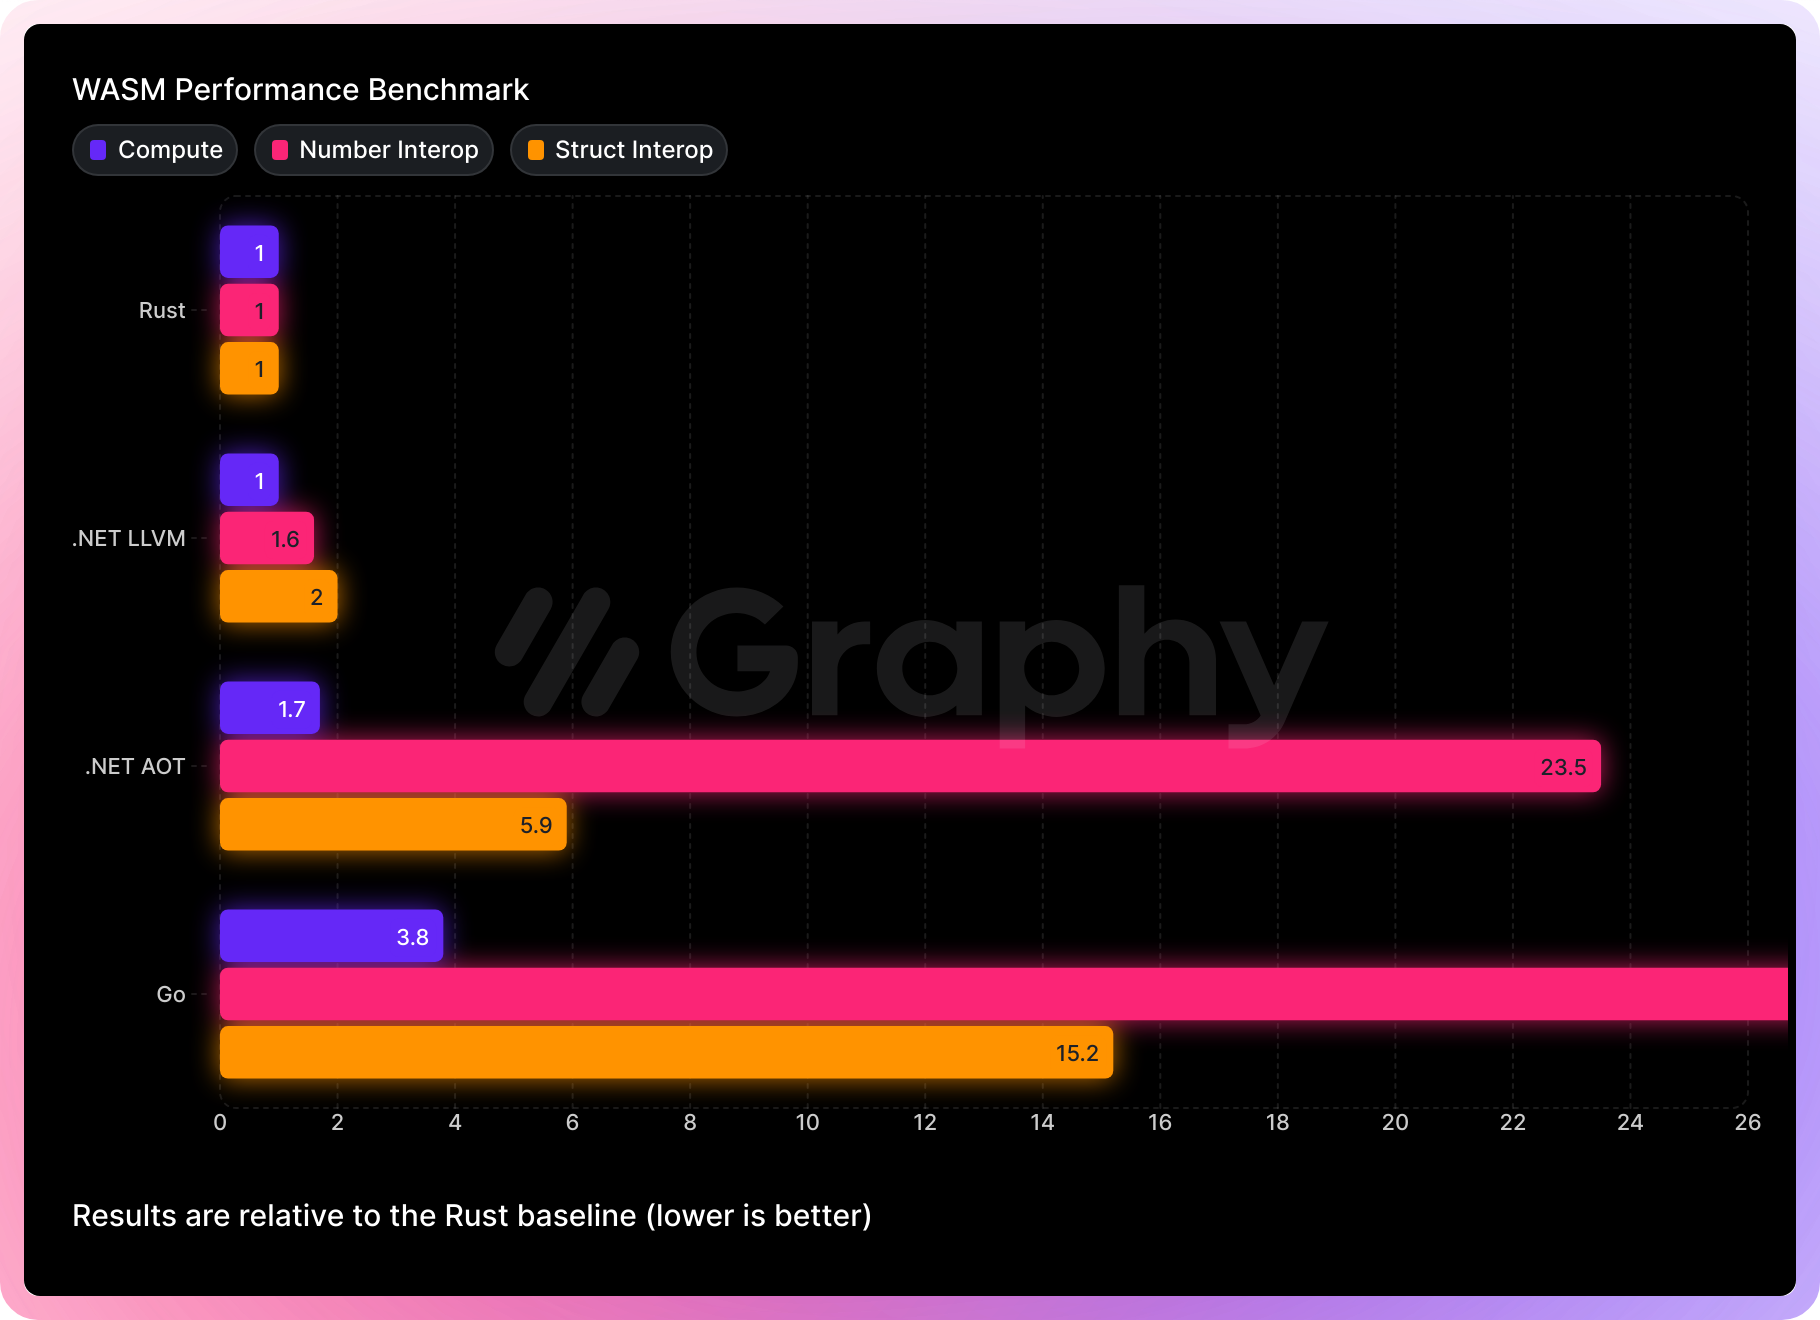 WASM Performance Benchmark
Compute Number Interop Struct Interop
1
Rust 1
1
1
.NET LLVM 1.6
2
Graphy
1.7
.NET AOT 23.5
5.9
3.8
Go
15.2
0 2 4 6 8 10 12 14 16 18 20 22 24 26
Results are relative to the Rust baseline (lower is better)